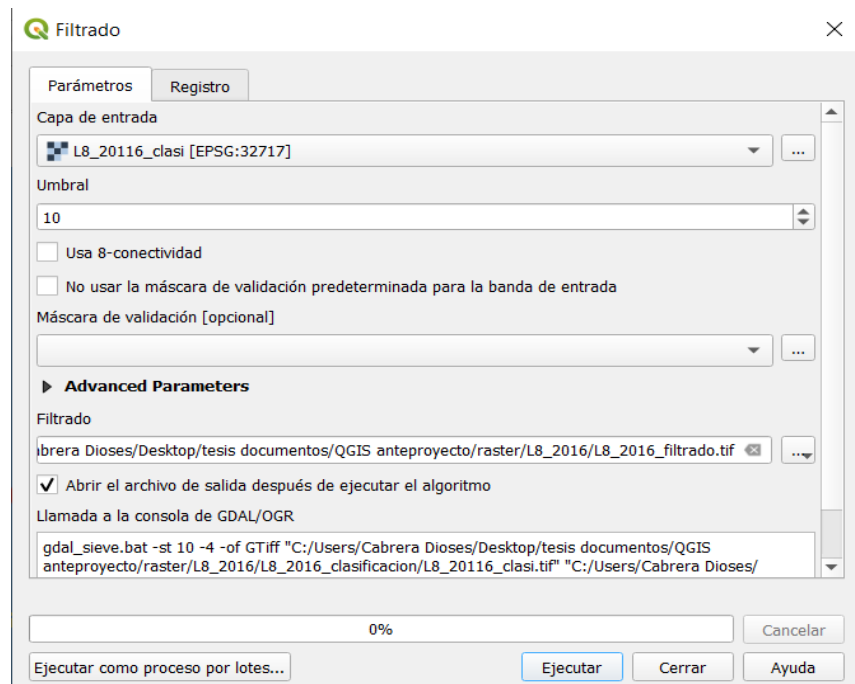 Filtrado
Parámetros Registro
Capa de entrada
L8_20116_clasi [EPSG:32717]
...
Umbral
10
Usa 8-conectividad
No usar la máscara de validación predeterminada para la banda de entrada
Máscara de validación [opcional]
...
Advanced Parameters
Filtrado
brera Dioses/Desktop/tesis documentos/QGIS anteproyecto/raster/L8_2016/L8_2016_filtrado.tif
...
Abrir el archivo de salida después de ejecutar el algoritmo
Llamada a la consola de GDAL/OGR
gdal_sieve.bat -st 10 -4 -of GTiff "C:/Users/Cabrera Dioses/Desktop/tesis documentos/QGIS
anteproyecto/raster/L8_2016/L8_2016_clasificacion/L8_20116_clasi.tif" "C:/Users/Cabrera Dioses/
0% Cancelar
Ejecutar como proceso por lotes... Ejecutar Cerrar Ayuda